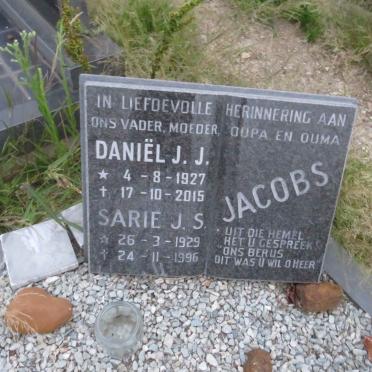 IN LIEFDEVOLLE HERINNERING AAN
ONS VADER, MOEDER, OUPA EN OUMA
DANIËL J. J.
★ 4 - 8 - 1927
✝ 17 - 10 - 2015
SARIE J. S.
★ 26 - 3 - 1929
✝ 24 - 11 - 1996
JACOBS
"UIT DIE HEMEL
HET U GESPREEK"
ONS BERUS
DIT WAS U WIL O HEER